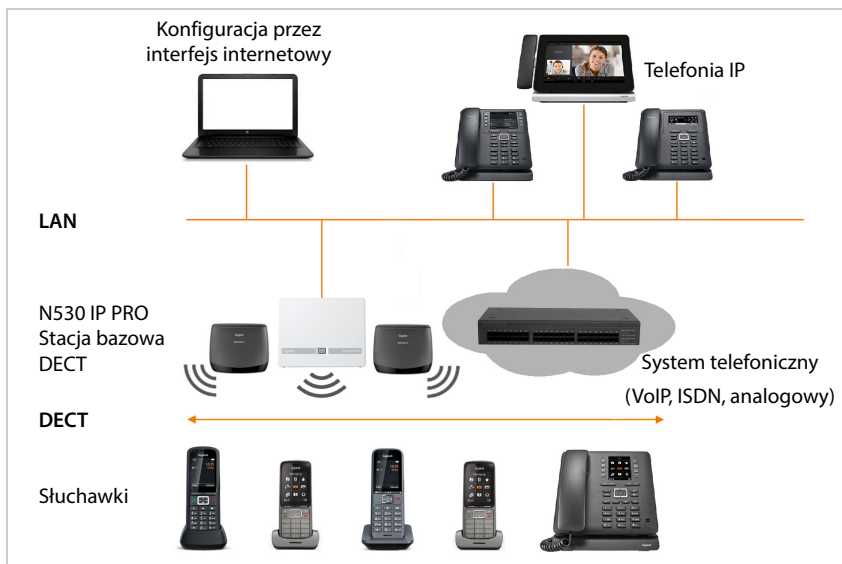 Konfiguracja przez
interfejs internetowy
Telefonia IP
LAN
N530 IP PRO
Stacja bazowa
DECT
System telefoniczny
(VoIP, ISDN, analogowy)
DECT
Słuchawki